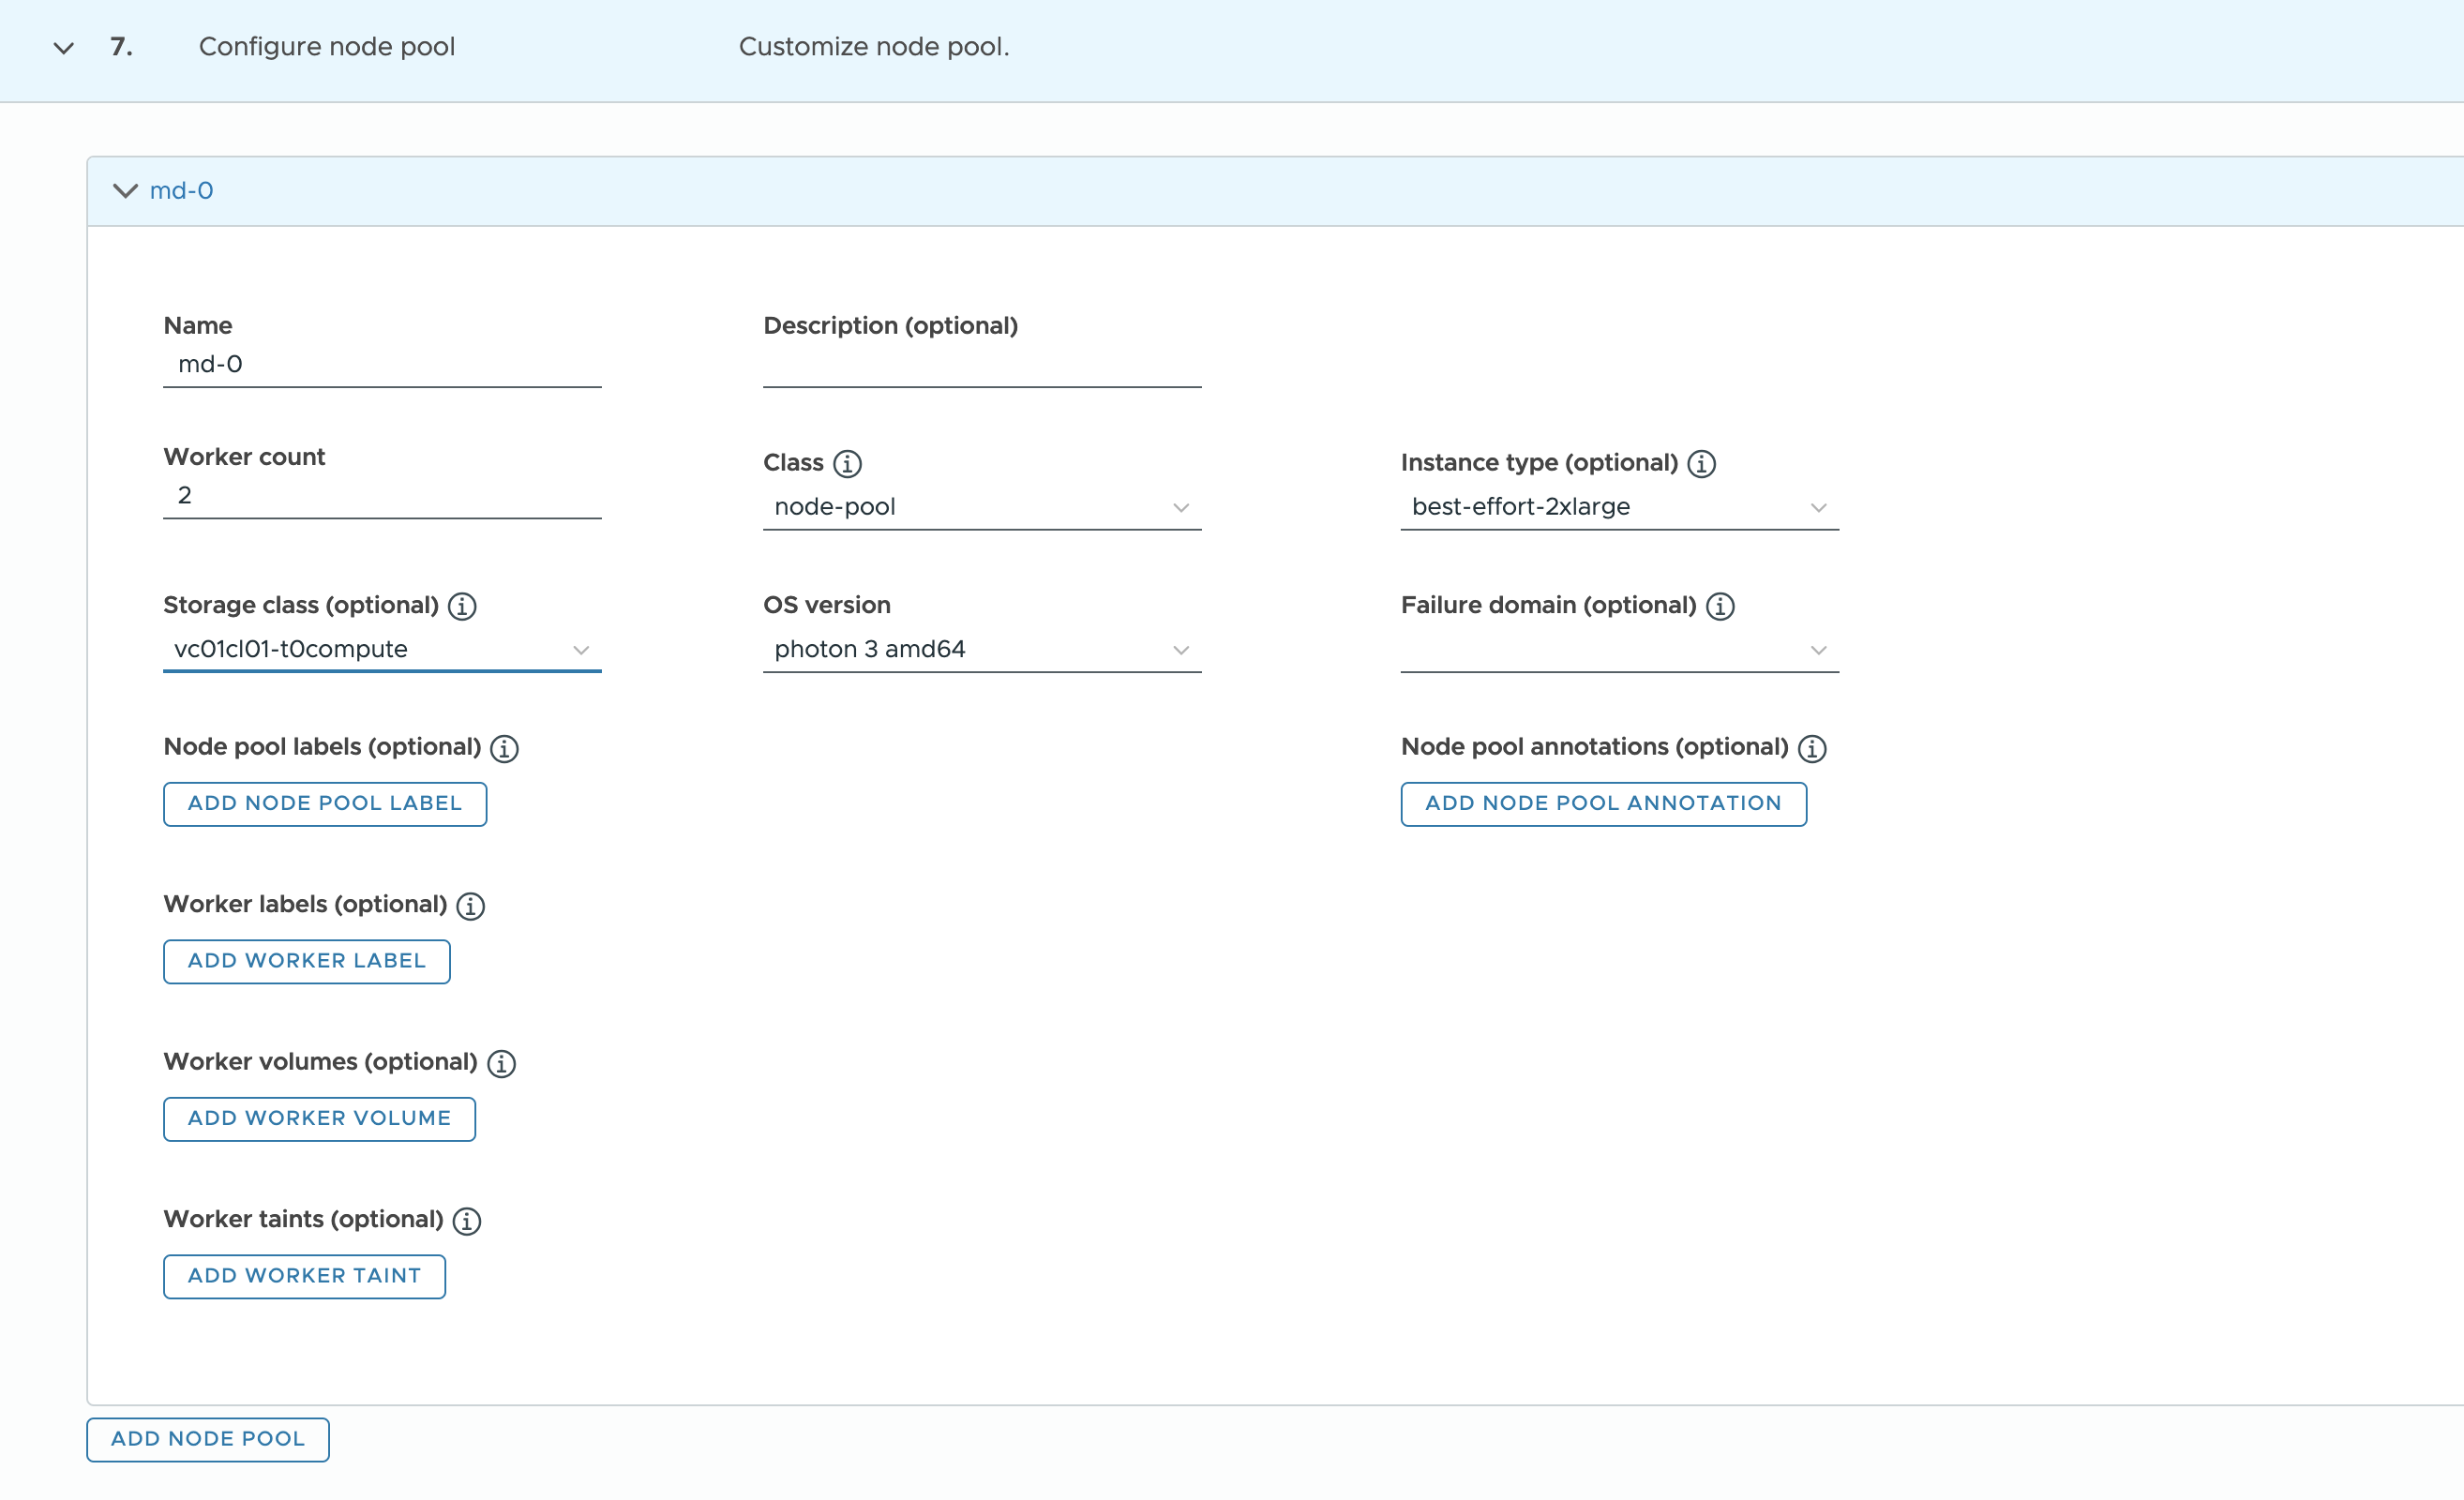 7. Configure node pool Customize node pool.
md-0
Name Description (optional)
md-0
Worker count Class Instance type (optional)
2 node-pool best-effort-2xlarge
Storage class (optional) OS version Failure domain (optional)
vc01cl01-t0compute photon 3 amd64
Node pool labels (optional) Node pool annotations (optional)
ADD NODE POOL LABEL ADD NODE POOL ANNOTATION
Worker labels (optional)
ADD WORKER LABEL
Worker volumes (optional)
ADD WORKER VOLUME
Worker taints (optional)
ADD WORKER TAINT
ADD NODE POOL